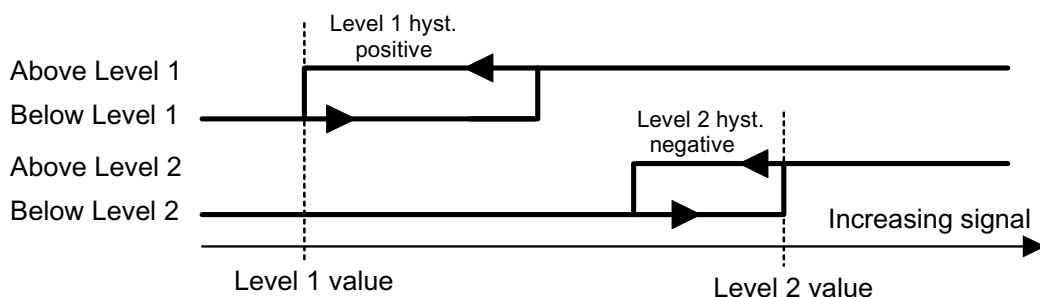 Level 1 hyst.
positive
Above Level 1
Below Level 1
Level 2 hyst.
negative
Above Level 2
Below Level 2
Increasing signal
Level 1 value
Level 2 value